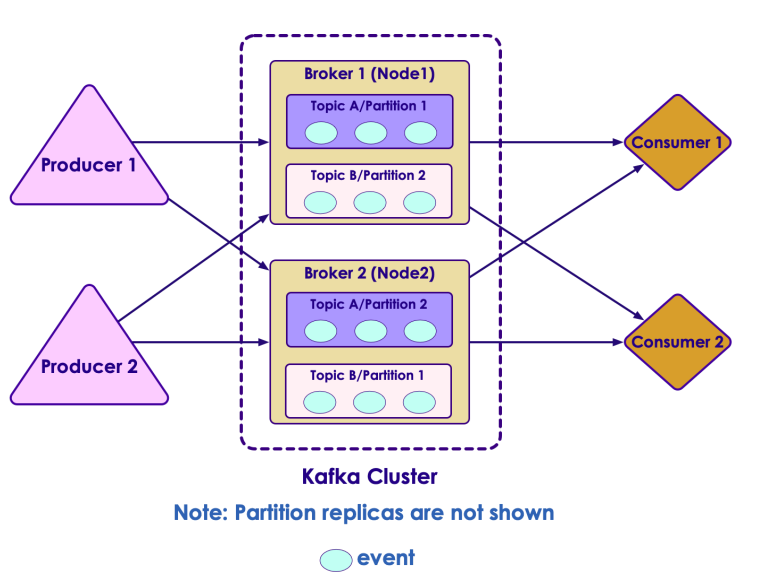 Broker 1 (Node1)
Topic A/Partition 1
Producer 1
Consumer 1
Topic B/Partition 2
Broker 2 (Node2)
Topic A/Partition 2
Producer 2
Consumer 2
Topic B/Partition 1
Kafka Cluster
Note: Partition replicas are not shown
event